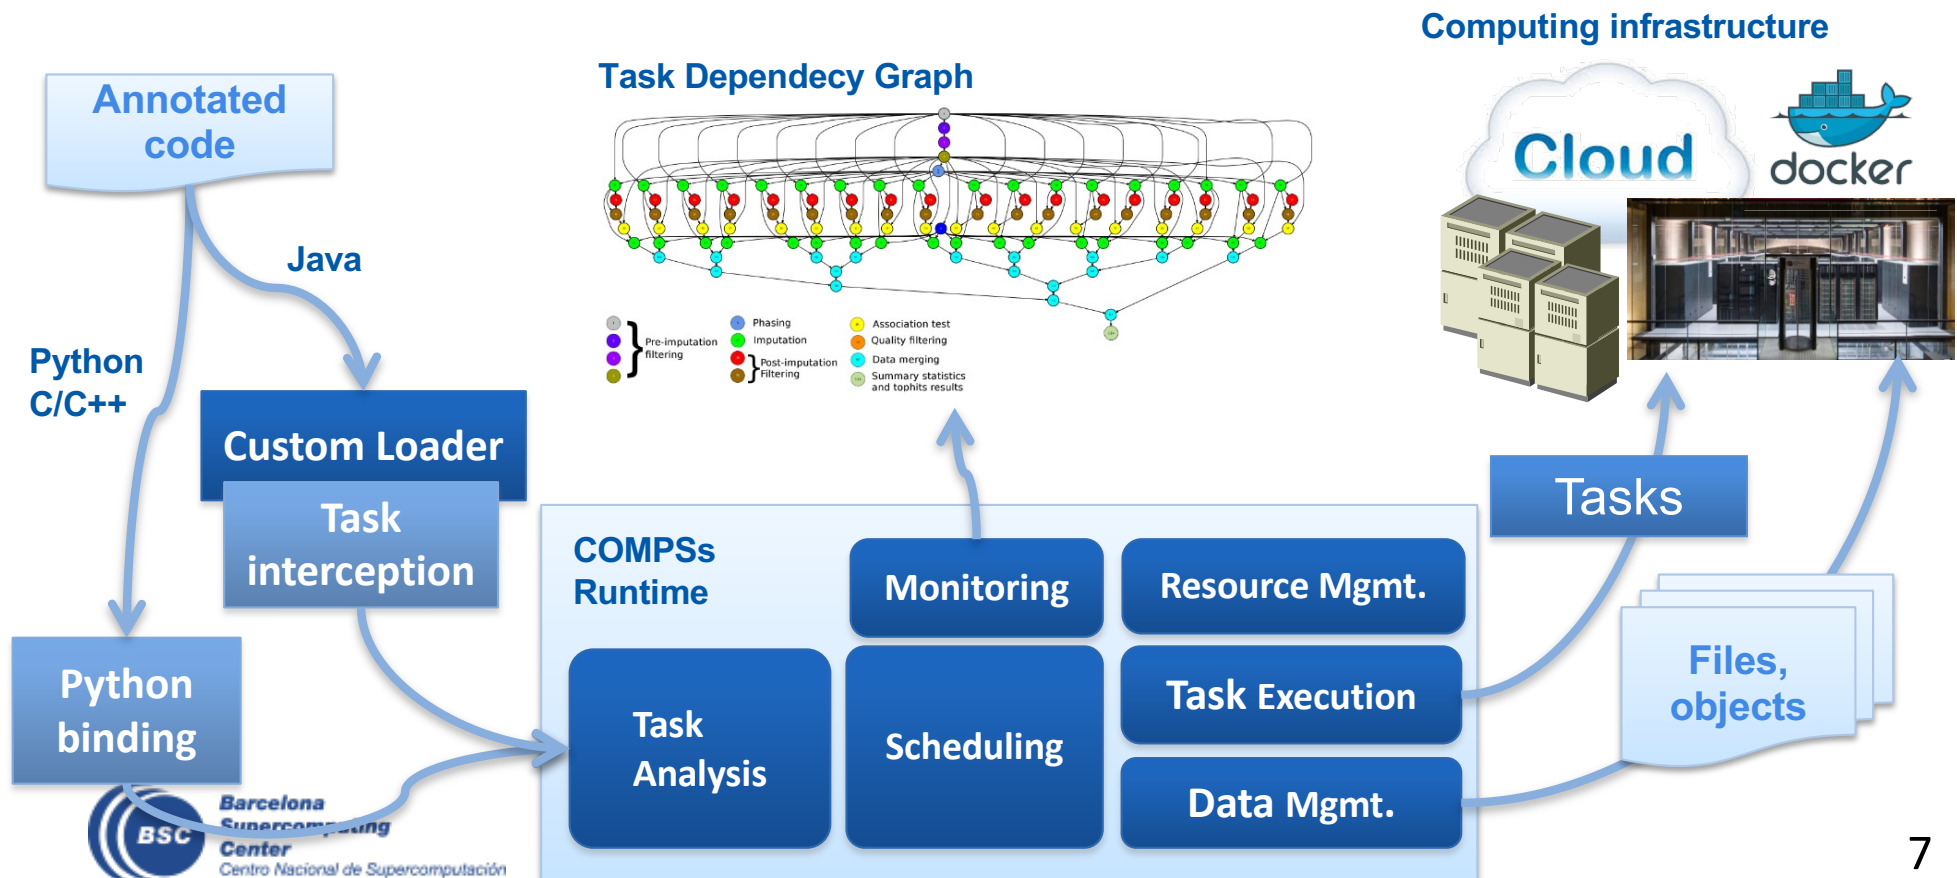 Computing infrastructure
Task Dependecy Graph
Annotated
code
Cloud
docker
Java
Python
C/C++
Pre-imputation
filtering
Phasing
Imputation
Post-imputation
Filtering
Association test
Quality filtering
Data merging
Summary statistics
and tophits results
Custom Loader
Task
interception
Tasks
COMPSs
Runtime
Monitoring
Resource Mgmt.
Python
binding
Task
Analysis
Scheduling
Task Execution
Data Mgmt.
Files,
objects
BSC
Barcelona
Supercomputing
Center
Centro Nacional de Supercomputación
7